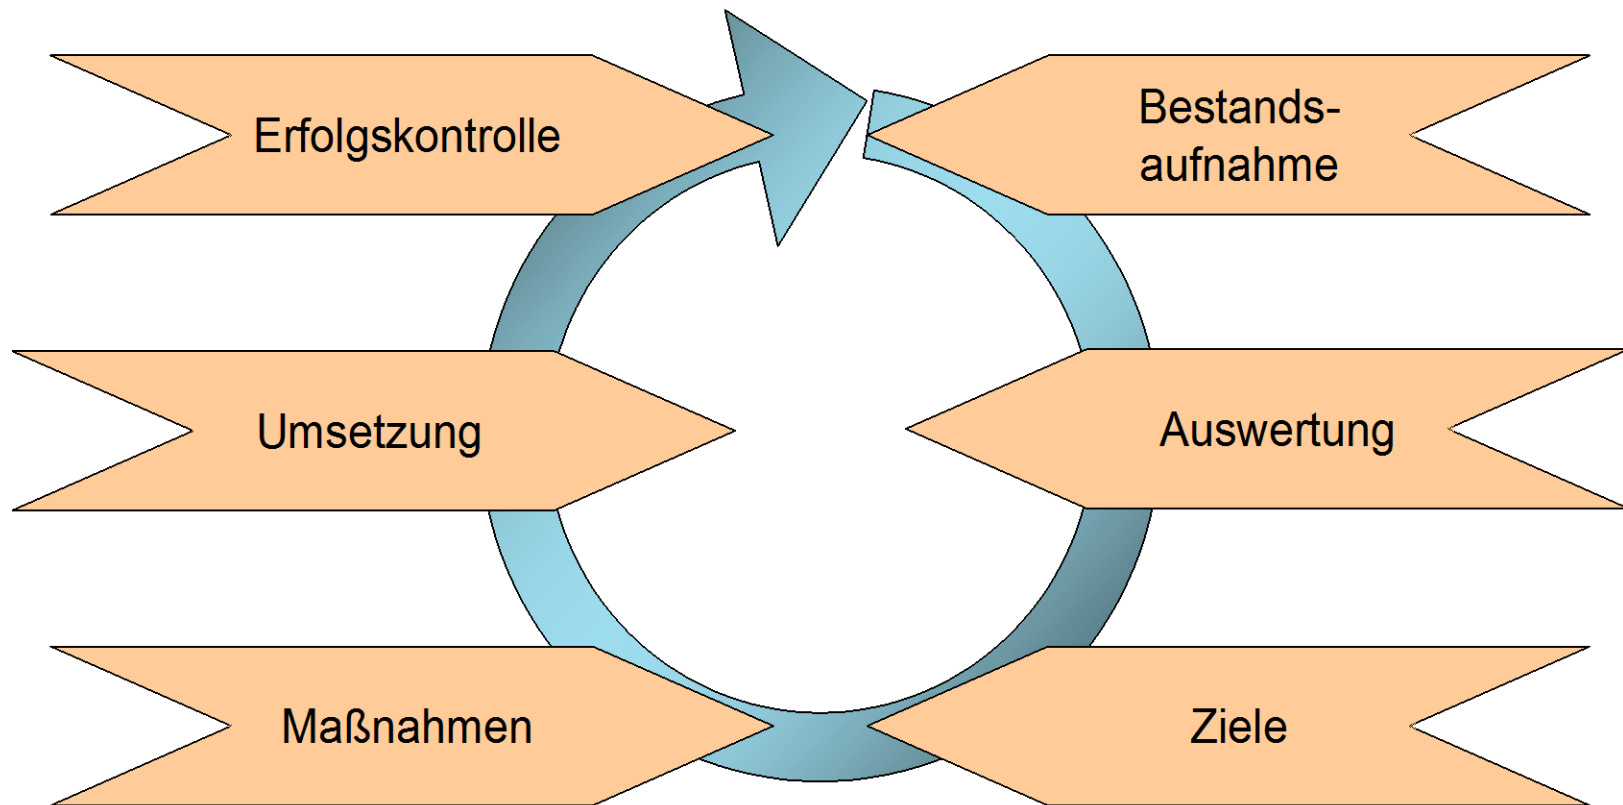 Erfolgskontrolle
Bestands-
aufnahme
Umsetzung
Auswertung
Maßnahmen
Ziele